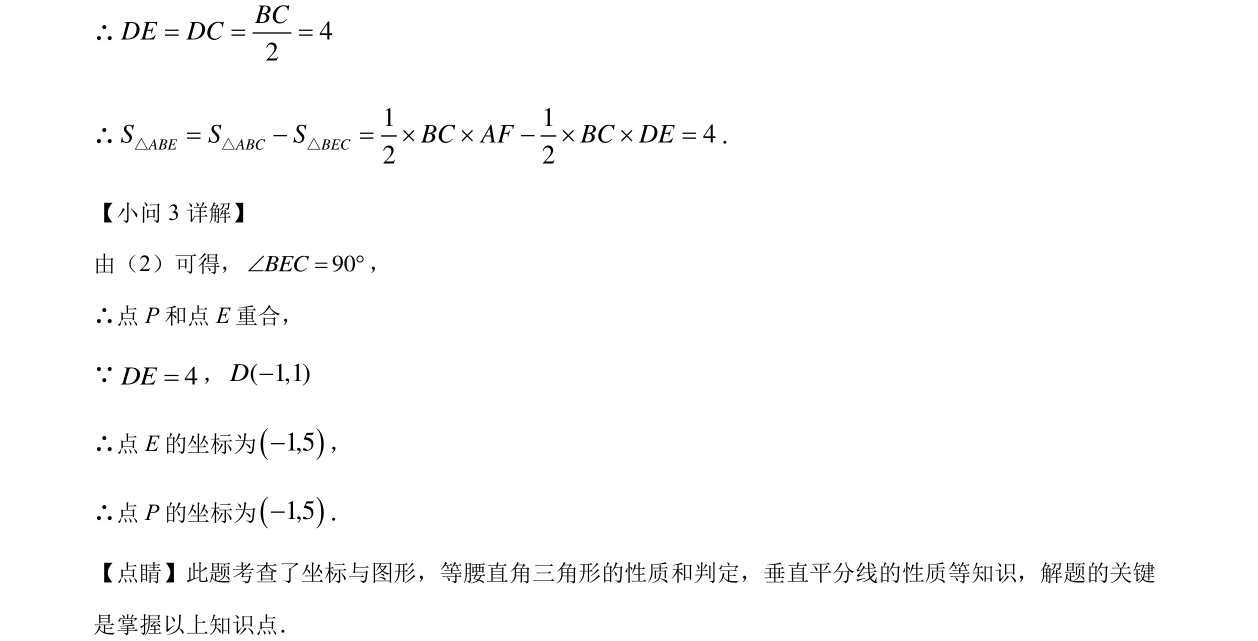 ∴ DE = DC = BC/2 = 4
∴ S△ABE = S△ABC − S△BEC = 1/2 × BC × AF − 1/2 × BC × DE = 4 .
【小问 3 详解】
由（2）可得，∠BEC = 90°，
∴点 P 和点 E 重合，
∵ DE = 4，D(−1,1)
∴点 E 的坐标为(−1,5)，
∴点 P 的坐标为(−1,5) .
【点睛】此题考查了坐标与图形，等腰直角三角形的性质和判定，垂直平分线的性质等知识，解题的关键
是掌握以上知识点．